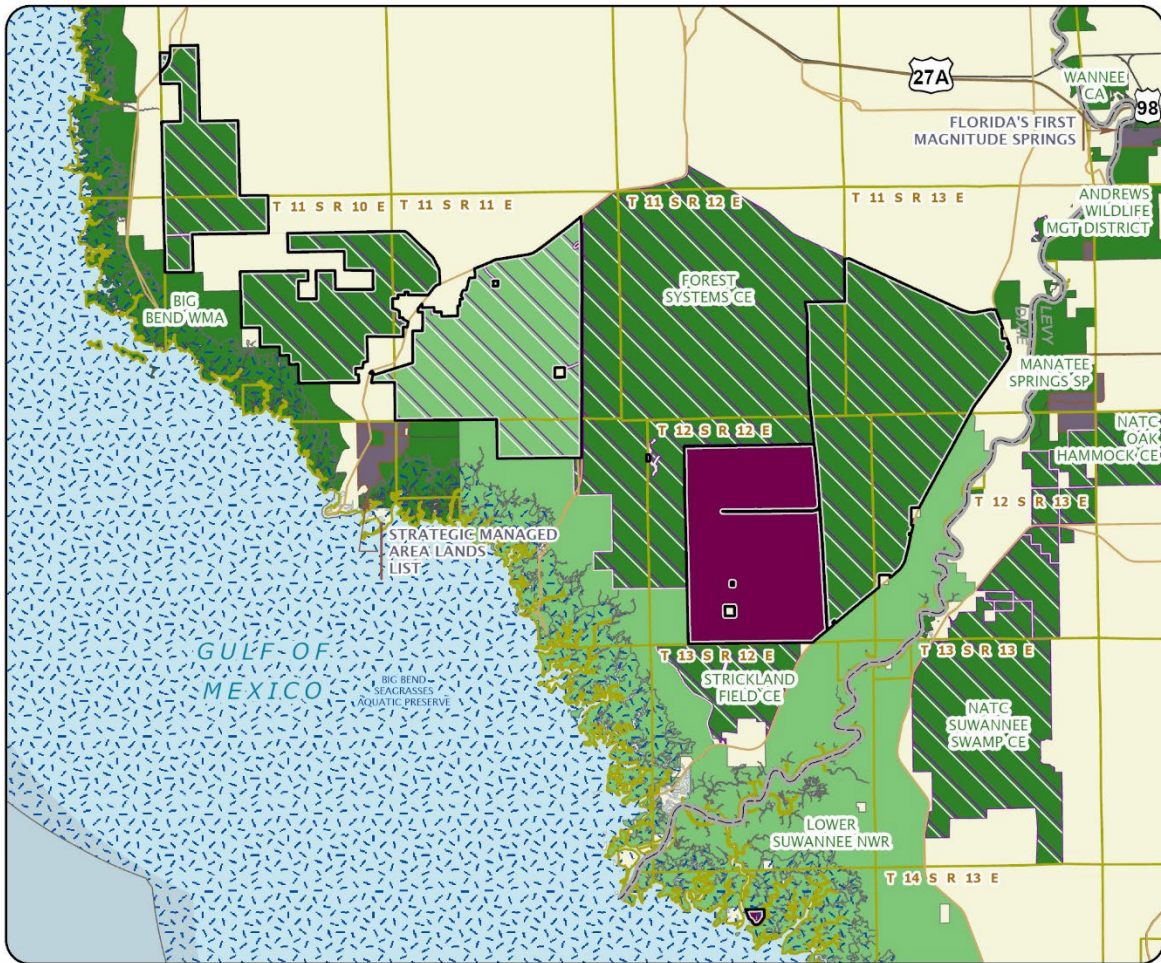 27A
WANNEE
CA
98
FLORIDA'S FIRST
MAGNITUDE SPRINGS
T 11 S R 10 E
T 11 S R 11 E
T 11 S R 12 E
T 11 S R 13 E
ANDREWS
WILDLIFE
MGT DISTRICT
FOREST
SYSTEMS CE
BIG
BEND WMA
LEVY
DIXIE
MANATEE
SPRINGS SP
T 12 S R 12 E
NATC
OAK
HAMMOCK CE
T 12 S R 13 E
STRATEGIC MANAGED
AREA LANDS
LIST
GULF OF
MEXICO
BIG BEND
SEAGRASSES
AQUATIC PRESERVE
T 13 S R 12 E
STRICKLAND
FIELD CE
T 13 S R 13 E
NATC
SUWANNEE
SWAMP CE
LOWER
SUWANNEE NWR
T 14 S R 13 E